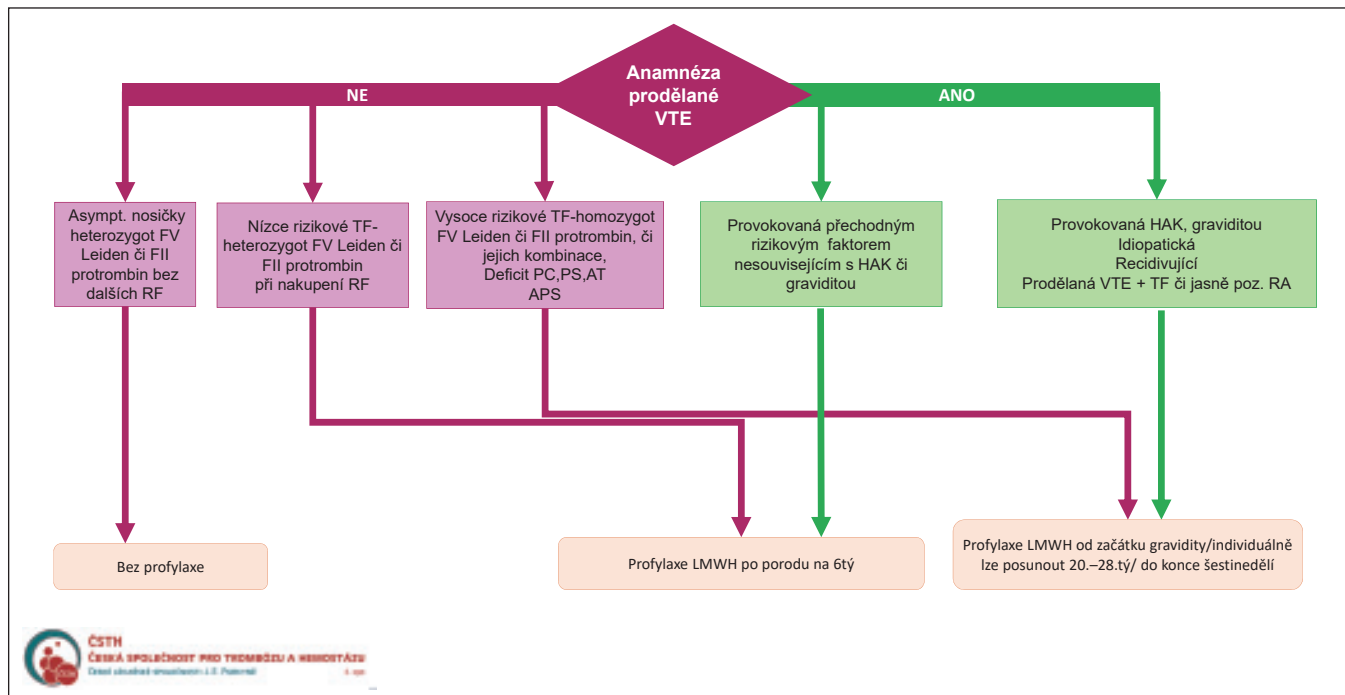 Anamnéza
prodělané
VTE
NE
ANO
Asympt. nosičky
heterozygot FV
Leiden či FII
protrombin bez
dalších RF
Nízce rizikové TF-
heterozygot FV Leiden či
FII protrombin
při nakupení RF
Vysoce rizikové TF-homozygot
FV Leiden či FII protrombin, či
jejich kombinace,
Deficit PC,PS,AT
APS
Provokovaná přechodným
rizikovým faktorem
nesouvisejícím s HAK či
graviditou
Provokovaná HAK, graviditou
Idiopatická
Recidivující
Prodělaná VTE + TF či jasně poz. RA
Bez profylaxe
Profylaxe LMWH po porodu na 6tý
Profylaxe LMWH od začátku gravidity/individuálně
lze posunout 20.–28.tý/ do konce šestinedělí
ČSTH
ČESKÁ SPOLEČNOST PRO TROMBÓZU A HEMOSTÁZU